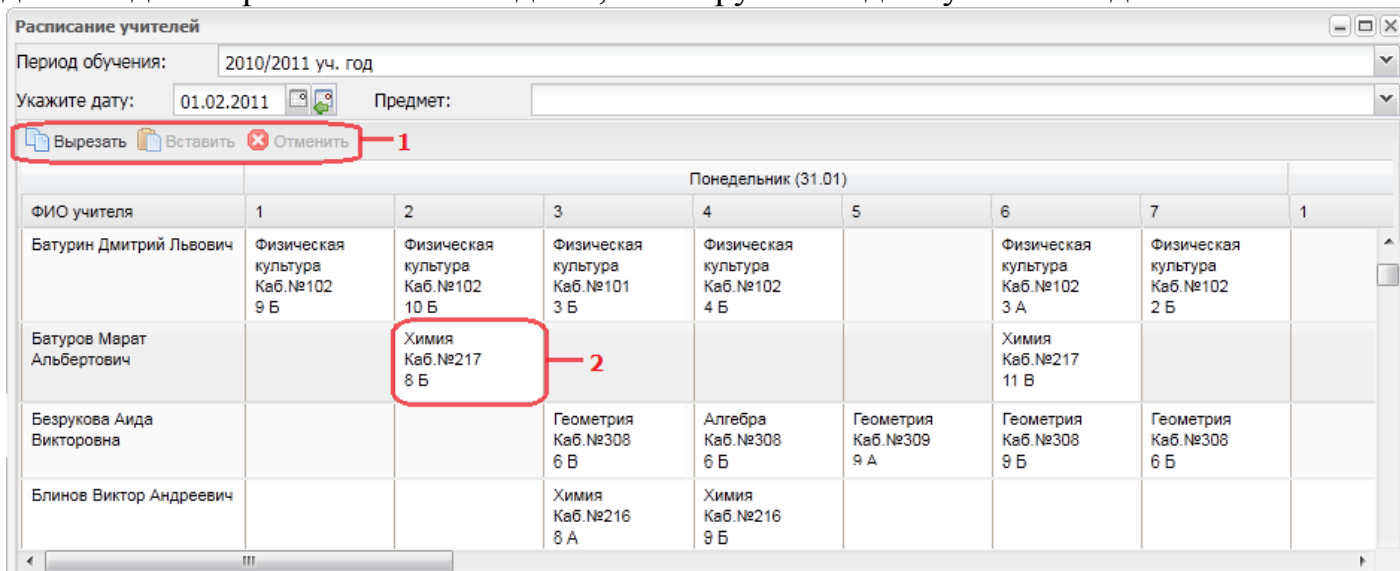 Расписание учителей
Период обучения: 2010/2011 уч. год
Укажите дату: 01.02.2011 Предмет:
Вырезать Вставить Отменить 1
Понедельник (31.01)
ФИО учителя 1 2 3 4 5 6 7 1
Батурин Дмитрий Львович Физическая Физическая Физическая Физическая Физическая Физическая
культура культура культура культура культура культура
Каб.№102 Каб.№102 Каб.№101 Каб.№102 Каб.№102 Каб.№102
9 Б 10 Б 3 Б 4 Б 3 А 2 Б
Батуров Марат Химия Химия
Альбертович Каб.№217 2 Каб.№217
8 Б 11 В
Безрукова Аида Геометрия Алгебра Геометрия Геометрия Геометрия
Викторовна Каб.№308 Каб.№308 Каб.№309 Каб.№308 Каб.№308
6 В 6 Б 9 А 9 Б 6 Б
Блинов Виктор Андреевич Химия Химия
Каб.№216 Каб.№216
8 А 9 Б